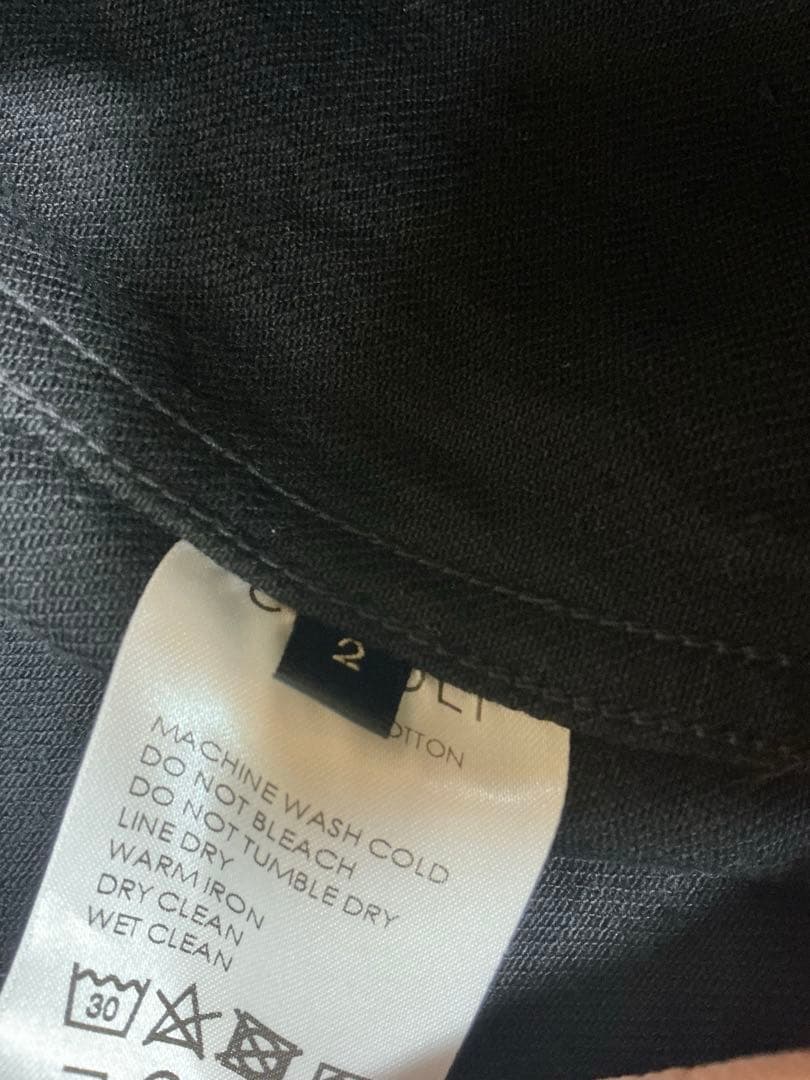 2
MACHINE WASH COLD
DO NOT BLEACH
DO NOT TUMBLE DRY
LINE DRY
WARM IRON
DRY CLEAN
WET CLEAN
30